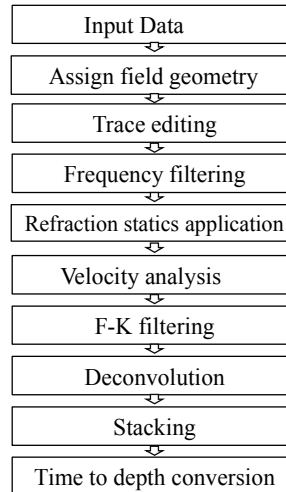 Input Data
Assign field geometry
Trace editing
Frequency filtering
Refraction statics application
Velocity analysis
F-K filtering
Deconvolution
Stacking
Time to depth conversion